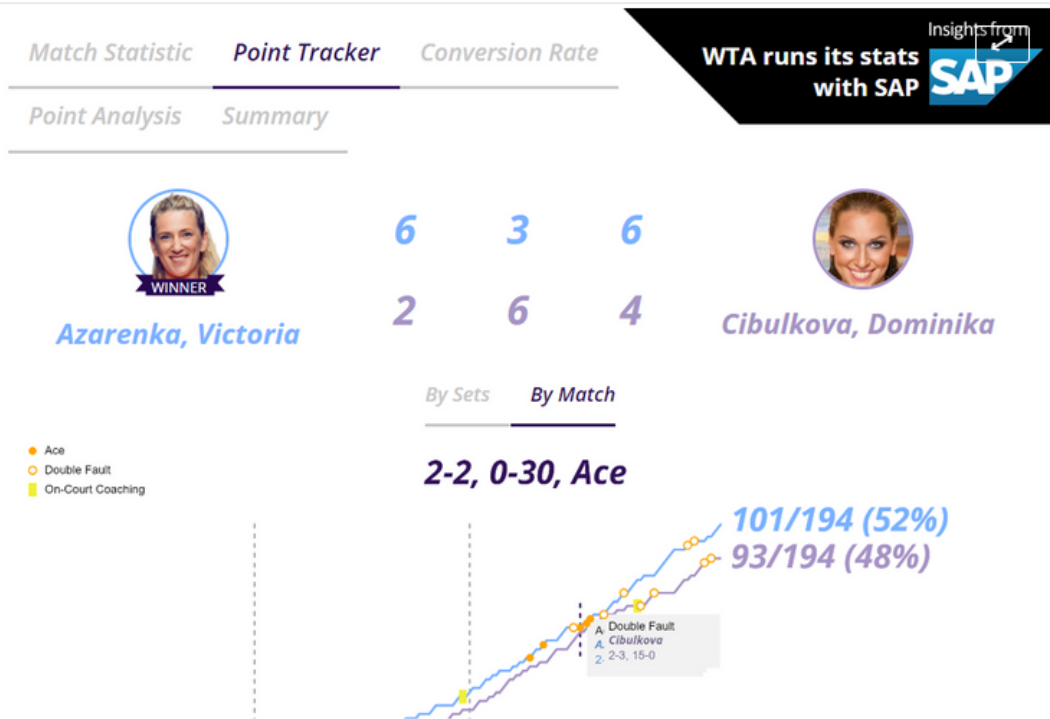 Insights from
Match Statistic Point Tracker Conversion Rate
WTA runs its stats
with SAP
SAP
Point Analysis Summary
6 3 6
WINNER
2 6 4
Azarenka, Victoria
Cibulkova, Dominika
By Sets By Match
Ace
Double Fault
On-Court Coaching
2-2, 0-30, Ace
101/194 (52%)
93/194 (48%)
Double Fault
Cibulkova
2-3, 15-0